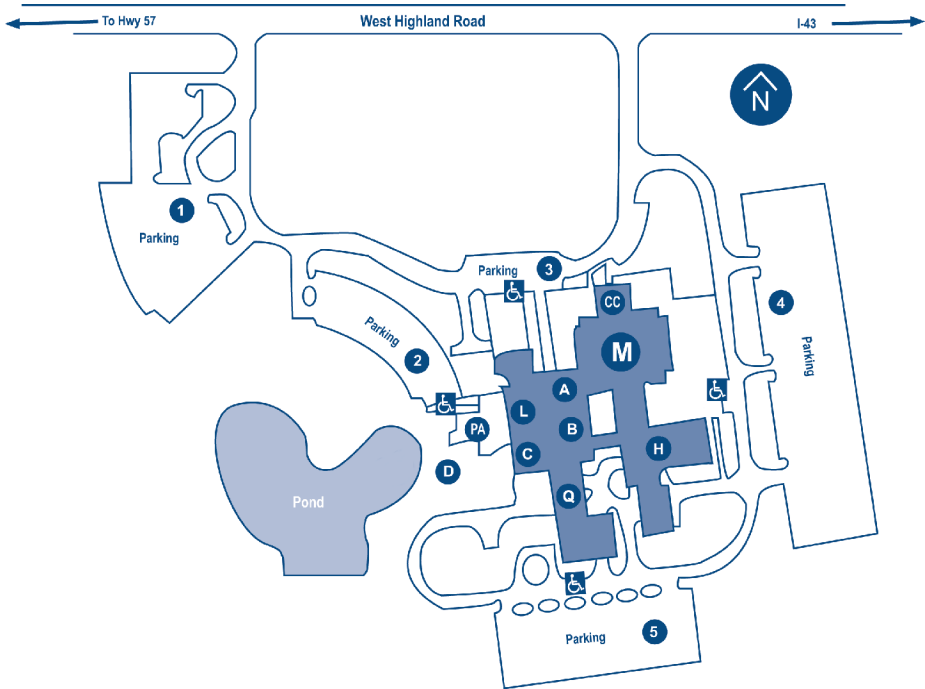 To Hwy 57
West Highland Road
I-43
N
1
Parking
Parking
3
CC
4
Parking
Parking
2
M
A
L
PA
B
C
H
D
Q
Pond
Parking
5